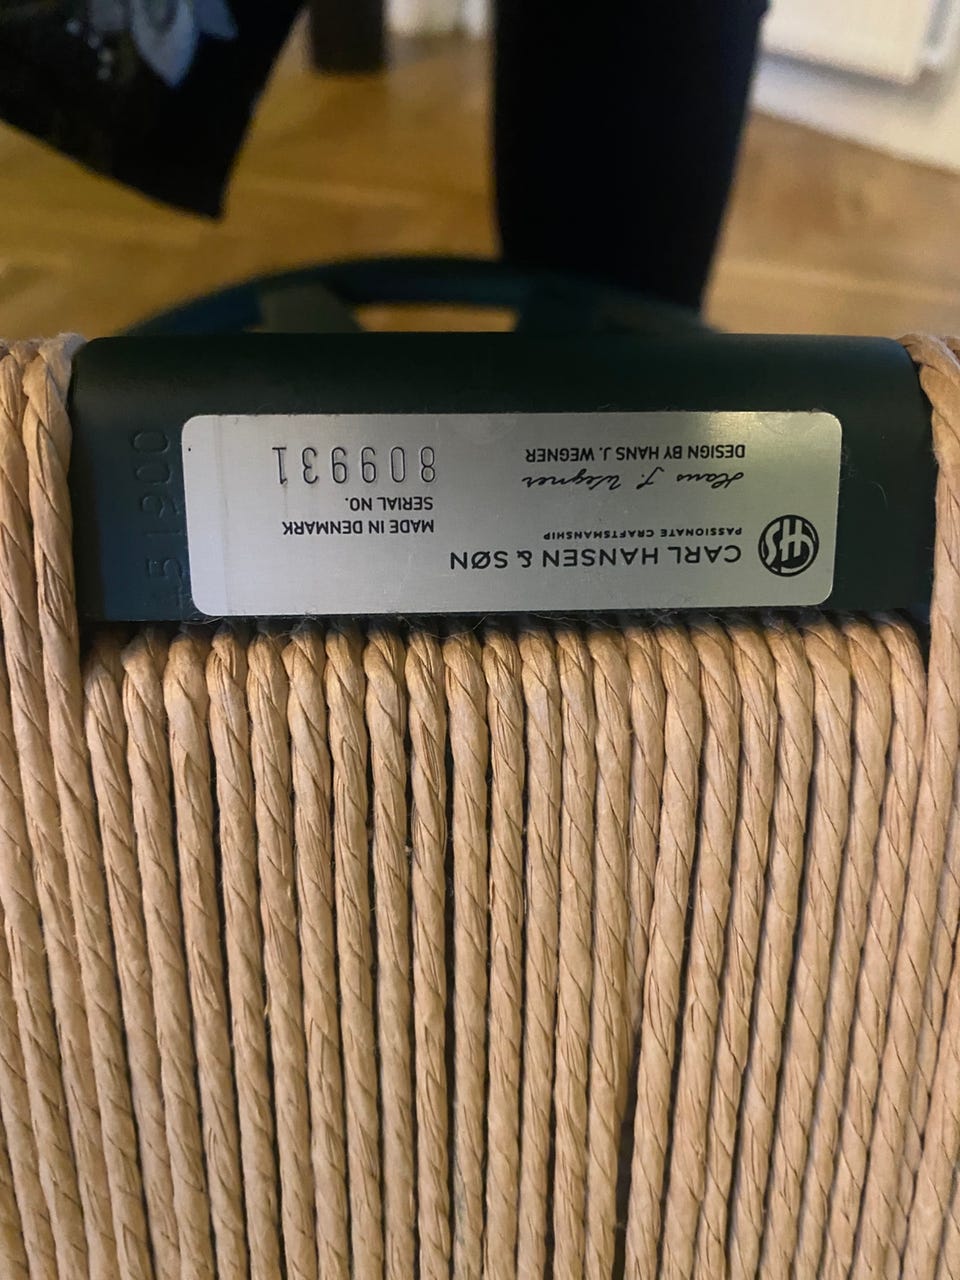 CARL HANSEN & SØN
PASSIONATE CRAFTSMANSHIP
Hans J. Wegner
DESIGN BY HANS J. WEGNER
MADE IN DENMARK
SERIAL NO.
809931